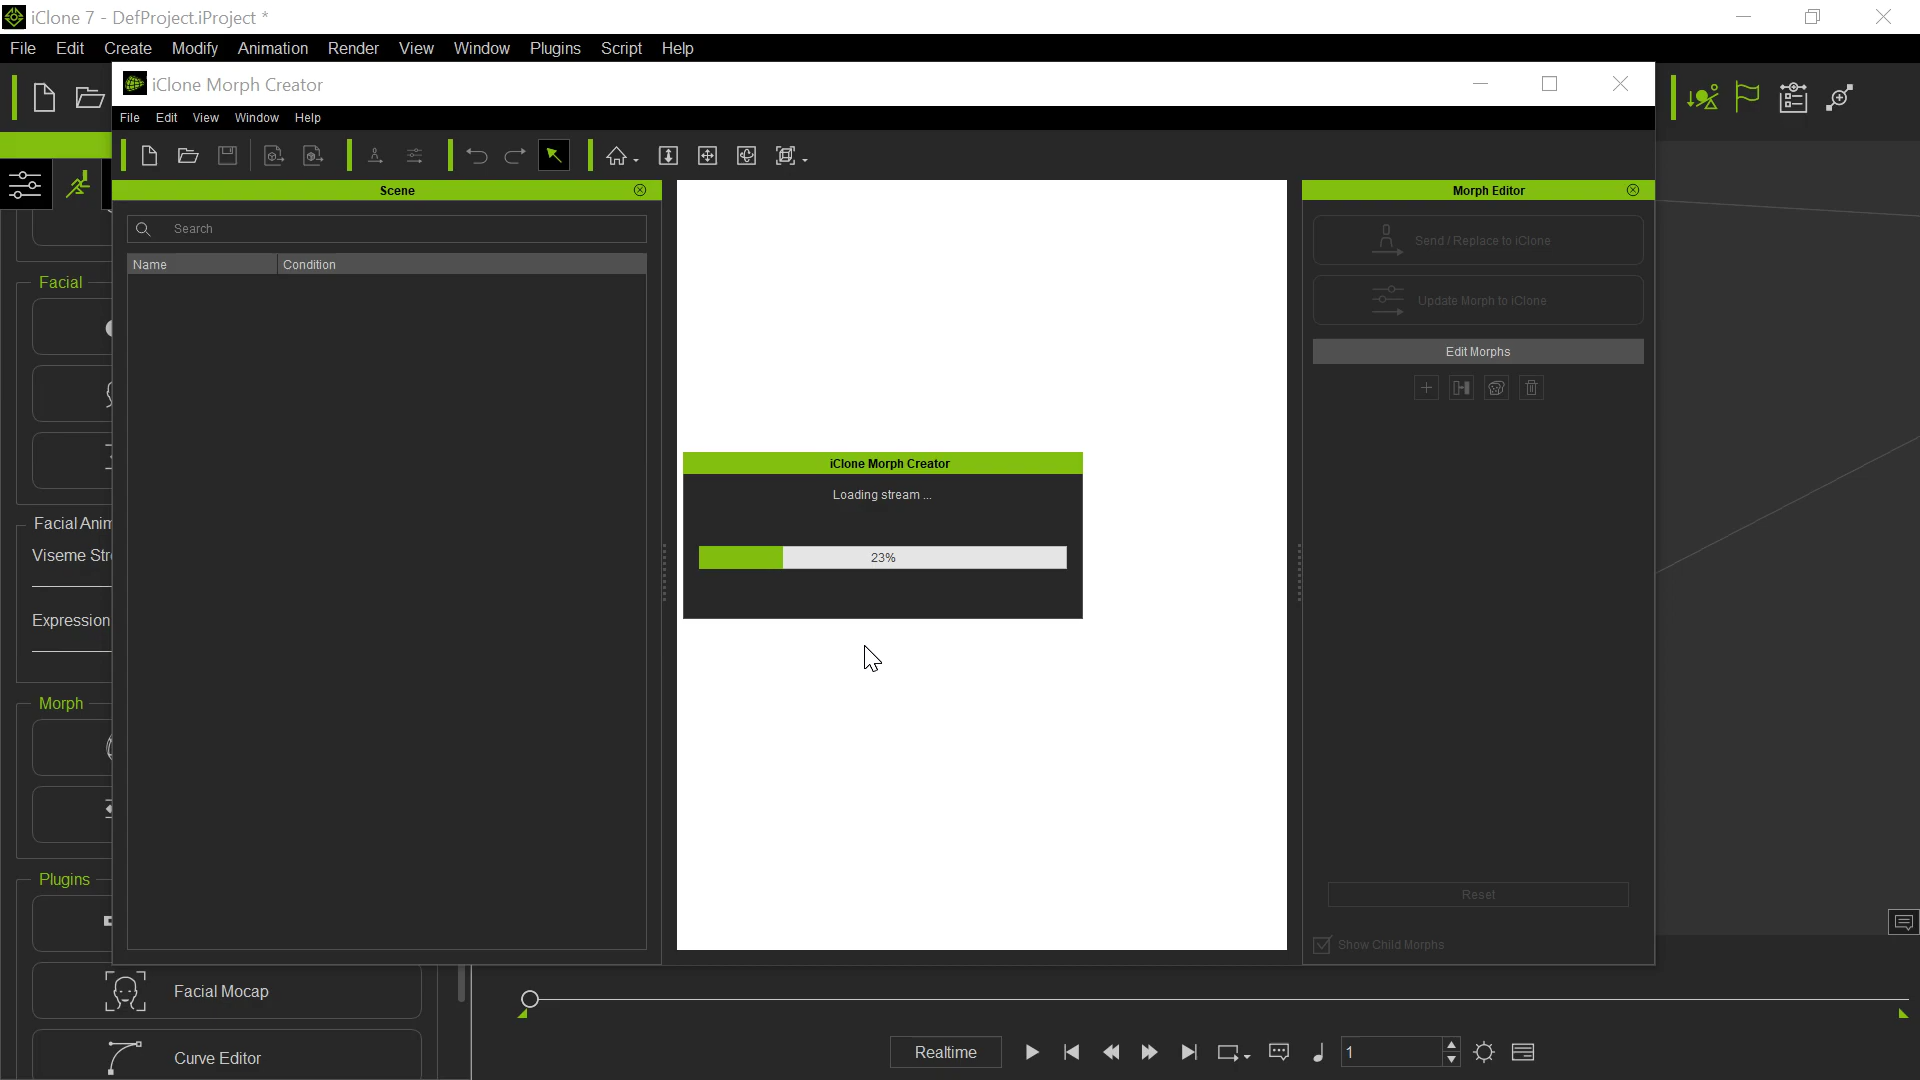 iClone 7 - DefProject.iProject *
File Edit Create Modify Animation Render View Window Plugins Script Help
iClone Morph Creator
File Edit View Window Help
Scene
Morph Editor
Search
Send / Replace to iClone
Name Condition
Facial
Update Morph to iClone
Edit Morphs
iClone Morph Creator
Loading stream ...
Facial Anim
Viseme Str
23%
Expression
Morph
Plugins
Reset
Show Child Morphs
Facial Mocap
Realtime
1
Curve Editor